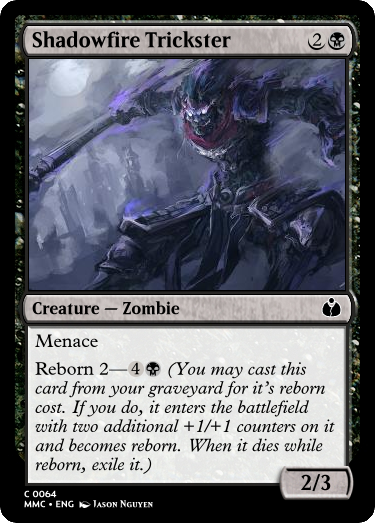 Shadowfire Trickster 2
Creature — Zombie
Menace
Reborn 2—4 (You may cast this
card from your graveyard for it's reborn
cost. If you do, it enters the battlefield
with two additional +1/+1 counters on it
and becomes reborn. When it dies while
reborn, exile it.)
2/3
C 0064
MMC • ENG Jason Nguyen